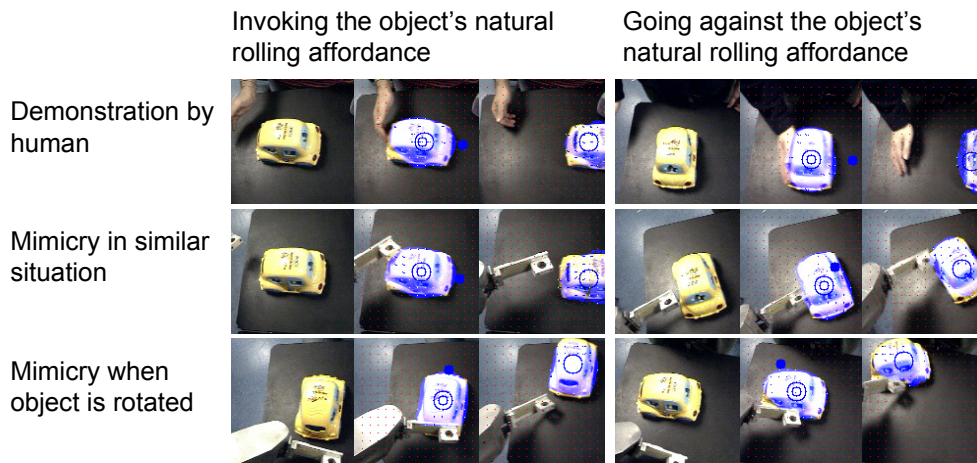 Invoking the object's natural
rolling affordance
Going against the object's
natural rolling affordance
Demonstration by
human
Mimicry in similar
situation
Mimicry when
object is rotated